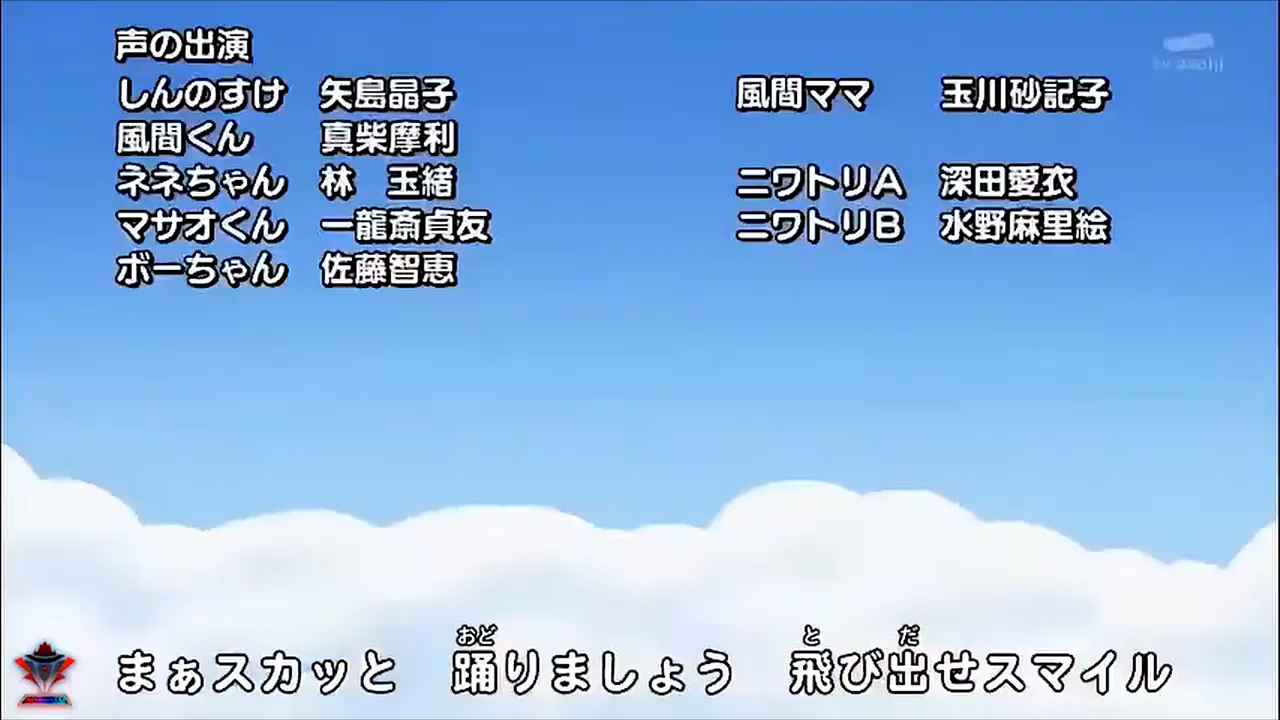 声の出演
しんのすけ 矢島晶子
風間くん 真柴摩利
ネネちゃん 林 玉緒
マサオくん 一龍斎貞友
ボーちゃん 佐藤智恵
風間ママ 玉川砂記子
ニワトリA 深田愛衣
ニワトリB 水野麻里絵
tv asahi
まぁスカッと 踊りましょう 飛び出せスマイル
おど と だ